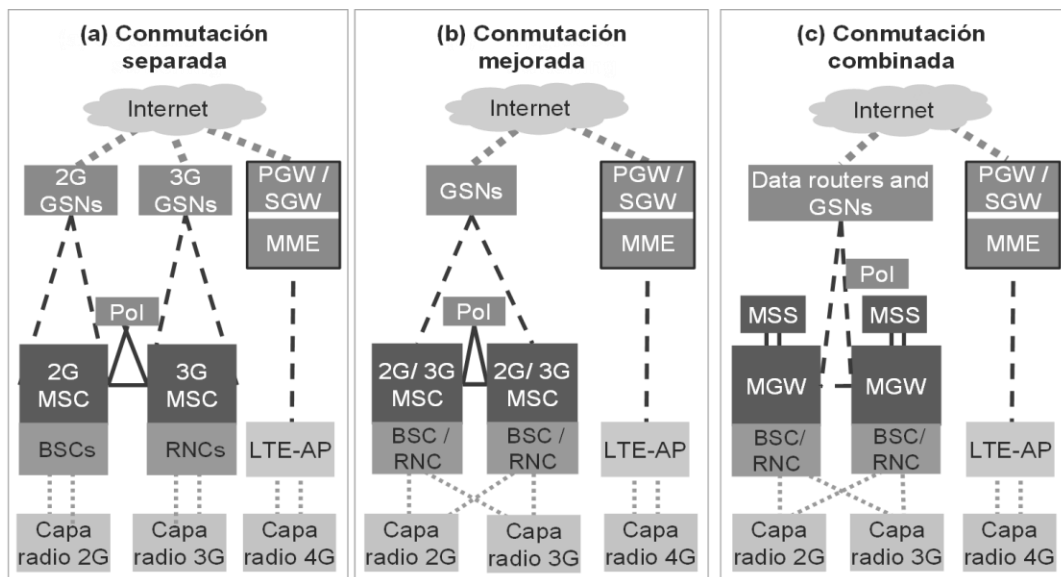 (a) Conmutación
separada
Internet
2G
GSNs
3G
GSNs
PGW /
SGW
MME
PoI
2G
MSC
3G
MSC
BSCs
RNCs
LTE-AP
Capa
radio 2G
Capa
radio 3G
Capa
radio 4G
(b) Conmutación
mejorada
Internet
GSNs
PGW /
SGW
MME
PoI
2G/ 3G
MSC
2G/ 3G
MSC
BSC /
RNC
BSC /
RNC
LTE-AP
Capa
radio 2G
Capa
radio 3G
Capa
radio 4G
(c) Conmutación
combinada
Internet
Data routers and
GSNs
PGW /
SGW
MME
PoI
MSS
MSS
MGW
MGW
BSC/
RNC
BSC/
RNC
LTE-AP
Capa
radio 2G
Capa
radio 3G
Capa
radio 4G